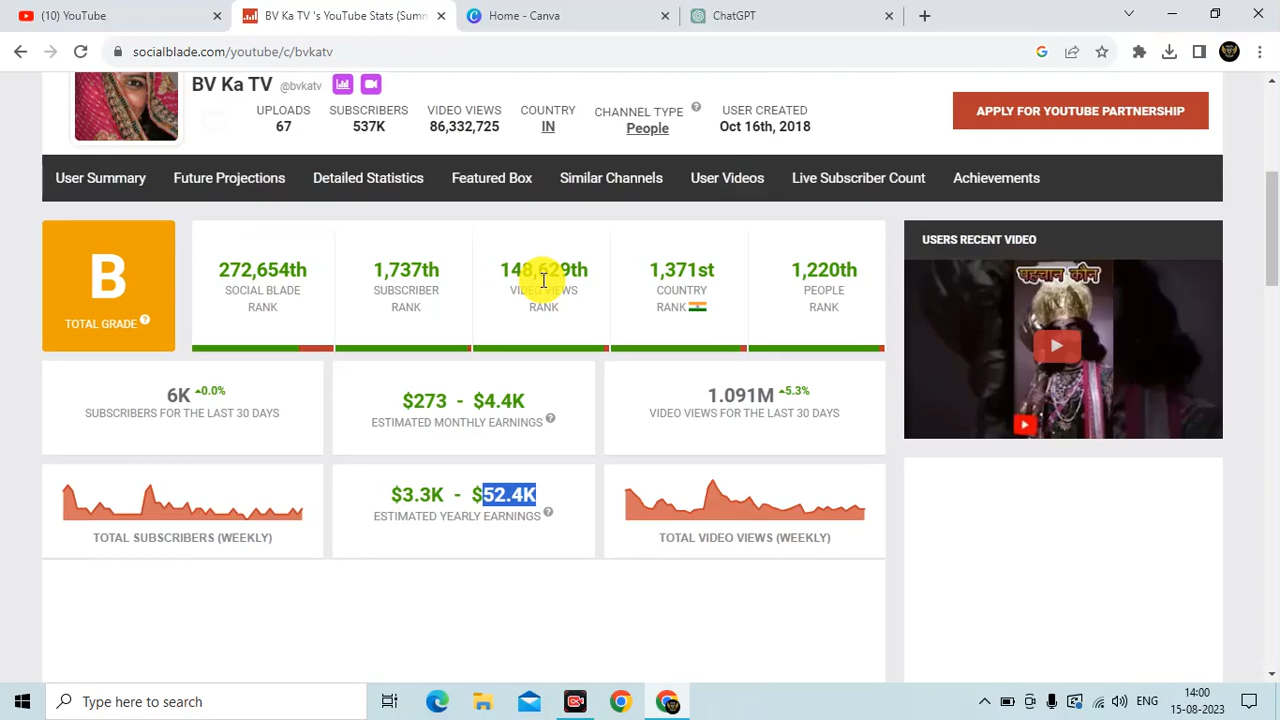 (10) YouTube
BV Ka TV 's YouTube Stats (Summ
Home - Canva
ChatGPT
socialblade.com/youtube/c/bvkatv
BV Ka TV @bvkatv
UPLOADS
67
SUBSCRIBERS
537K
VIDEO VIEWS
86,332,725
COUNTRY
IN
CHANNEL TYPE
People
USER CREATED
Oct 16th, 2018
APPLY FOR YOUTUBE PARTNERSHIP
User Summary
Future Projections
Detailed Statistics
Featured Box
Similar Channels
User Videos
Live Subscriber Count
Achievements
B
TOTAL GRADE
272,654th
SOCIAL BLADE
RANK
1,737th
SUBSCRIBER
RANK
148,629th
VIDEO VIEWS
RANK
1,371st
COUNTRY
RANK
1,220th
PEOPLE
RANK
USERS RECENT VIDEO
पहचान कौन
6K 0.0%
SUBSCRIBERS FOR THE LAST 30 DAYS
$273 - $4.4K
ESTIMATED MONTHLY EARNINGS
1.091M 5.3%
VIDEO VIEWS FOR THE LAST 30 DAYS
TOTAL SUBSCRIBERS (WEEKLY)
$3.3K - $52.4K
ESTIMATED YEARLY EARNINGS
TOTAL VIDEO VIEWS (WEEKLY)
Type here to search
ENG
14:00
15-08-2023